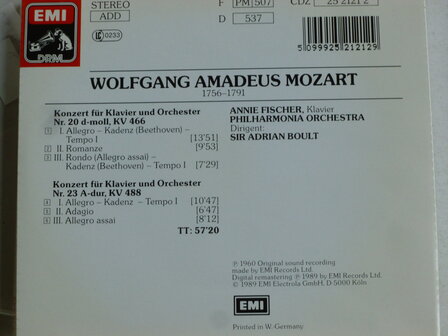 EMI
DRM
STEREO
ADD
LC 0233
F PM 507
D 537
CDZ 25 2121 2
5 099925 212129
WOLFGANG AMADEUS MOZART
1756–1791
Konzert für Klavier und Orchester
Nr. 20 d-moll, KV 466
1 I. Allegro – Kadenz (Beethoven) –
Tempo I [13'51]
2 II. Romanze [9'53]
3 III. Rondo (Allegro assai) –
Kadenz (Beethoven) – Tempo I [7'29]
Konzert für Klavier und Orchester
Nr. 23 A-dur, KV 488
4 I. Allegro – Kadenz – Tempo I [10'47]
5 II. Adagio [6'47]
6 III. Allegro assai [8'12]
TT: 57'20
ANNIE FISCHER, Klavier
PHILHARMONIA ORCHESTRA
Dirigent:
SIR ADRIAN BOULT
℗ 1960 Original sound recording
made by EMI Records Ltd.
Digital remastering ℗ 1989 by EMI Records Ltd.
© 1989 EMI Electrola GmbH, D-5000 Köln
EMI
Printed in W. Germany